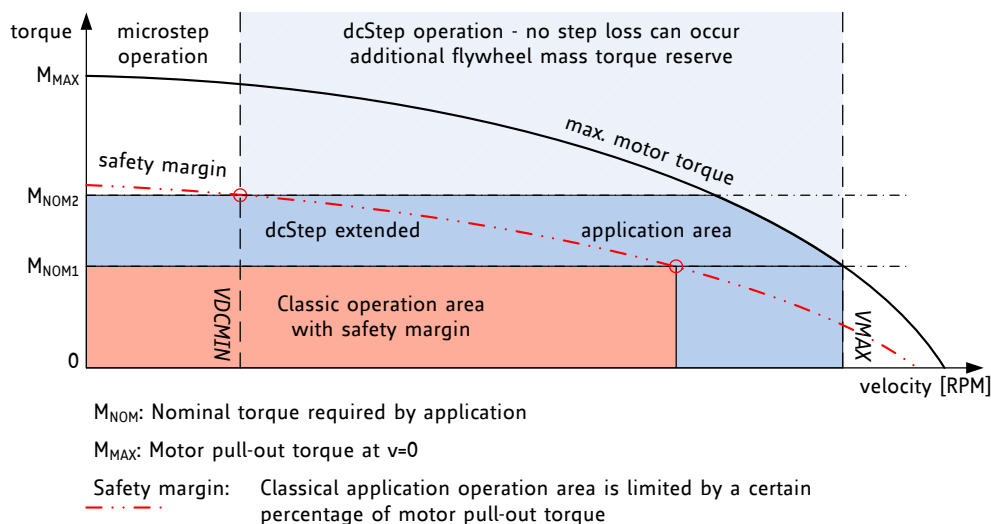 torque
microstep
operation
dcStep operation - no step loss can occur
additional flywheel mass torque reserve
MMAX
max. motor torque
safety margin
MNOM2
dcStep extended
application area
MNOM1
Classic operation area
with safety margin
VDCMIN
VMAX
0
velocity [RPM]
MNOM: Nominal torque required by application
MMAX: Motor pull-out torque at v=0
Safety margin: Classical application operation area is limited by a certain
percentage of motor pull-out torque